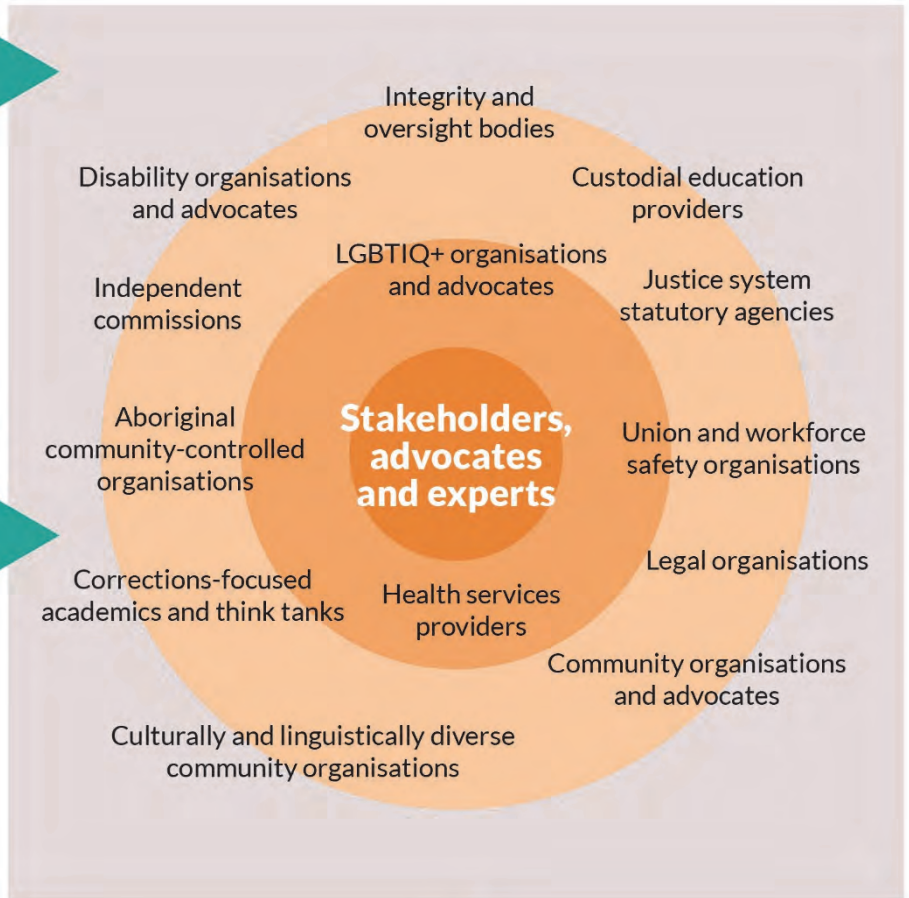 Integrity and
oversight bodies
Disability organisations
and advocates
Custodial education
providers
LGBTIQ+ organisations
and advocates
Independent
commissions
Justice system
statutory agencies
Aboriginal
community-controlled
organisations
Stakeholders,
advocates
and experts
Union and workforce
safety organisations
Corrections-focused
academics and think tanks
Health services
providers
Legal organisations
Community organisations
and advocates
Culturally and linguistically diverse
community organisations